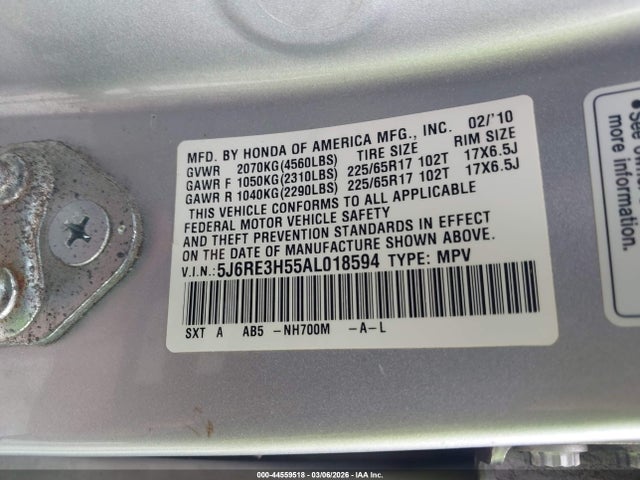 MFD. BY HONDA OF AMERICA MFG., INC. 02/'10
GVWR 2070KG(4560LBS) TIRE SIZE RIM SIZE
GAWR F 1050KG(2310LBS) 225/65R17 102T 17X6.5J
GAWR R 1040KG(2290LBS) 225/65R17 102T 17X6.5J
THIS VEHICLE CONFORMS TO ALL APPLICABLE
FEDERAL MOTOR VEHICLE SAFETY
AND THEFT PREVENTION STANDARDS IN EFFECT
ON THE DATE OF MANUFACTURE SHOWN ABOVE.
V.I.N.: 5J6RE3H55AL018594 TYPE: MPV
SXT A AB5 -NH700M -A-L
•See
more information.
000-44559518 | 03/06/2026 | IAA Inc.